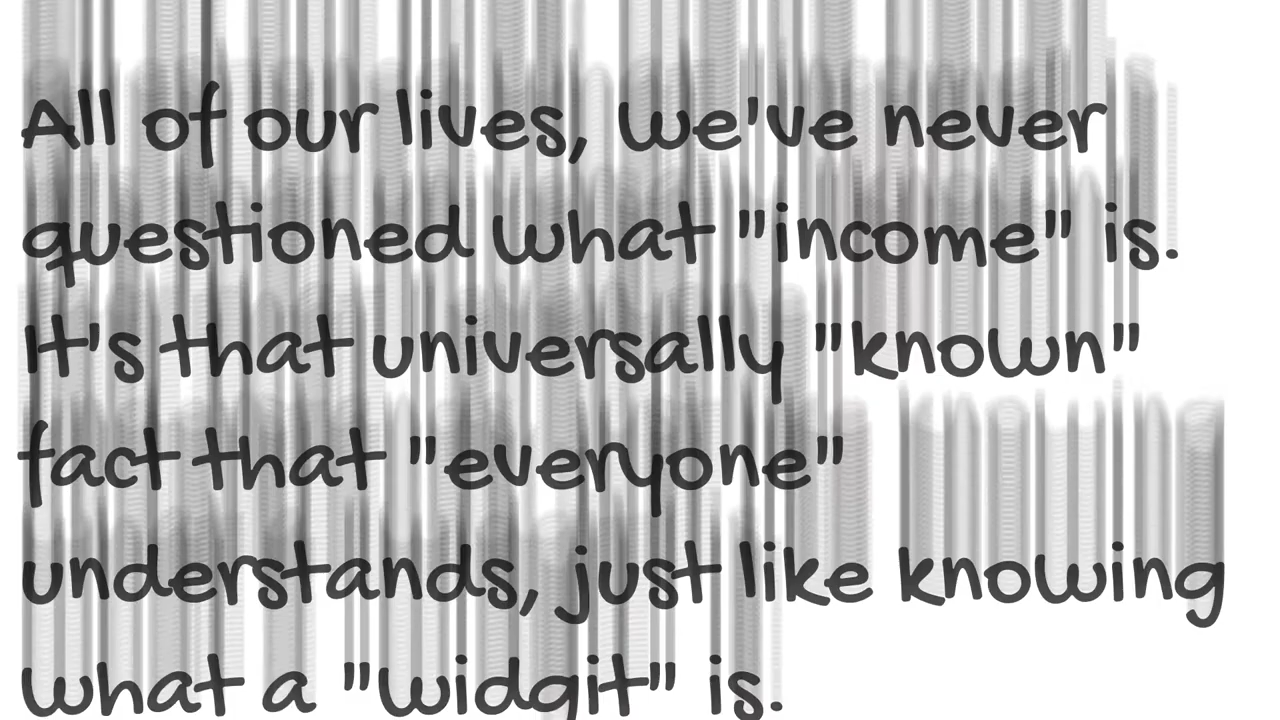 All of our lives, we've never
questioned what "income" is.
It's that universally "known"
fact that "everyone"
understands, just like knowing
what a "widgit" is.